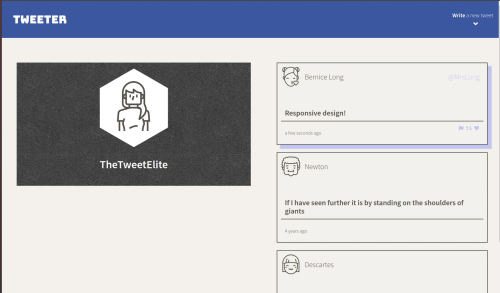 TWEETER
Write a new tweet
TheTweetElite
Bernice Long
@MrsLong
Responsive design!
a few seconds ago
Newton
If I have seen further it is by standing on the shoulders of
giants
4 years ago
Descartes